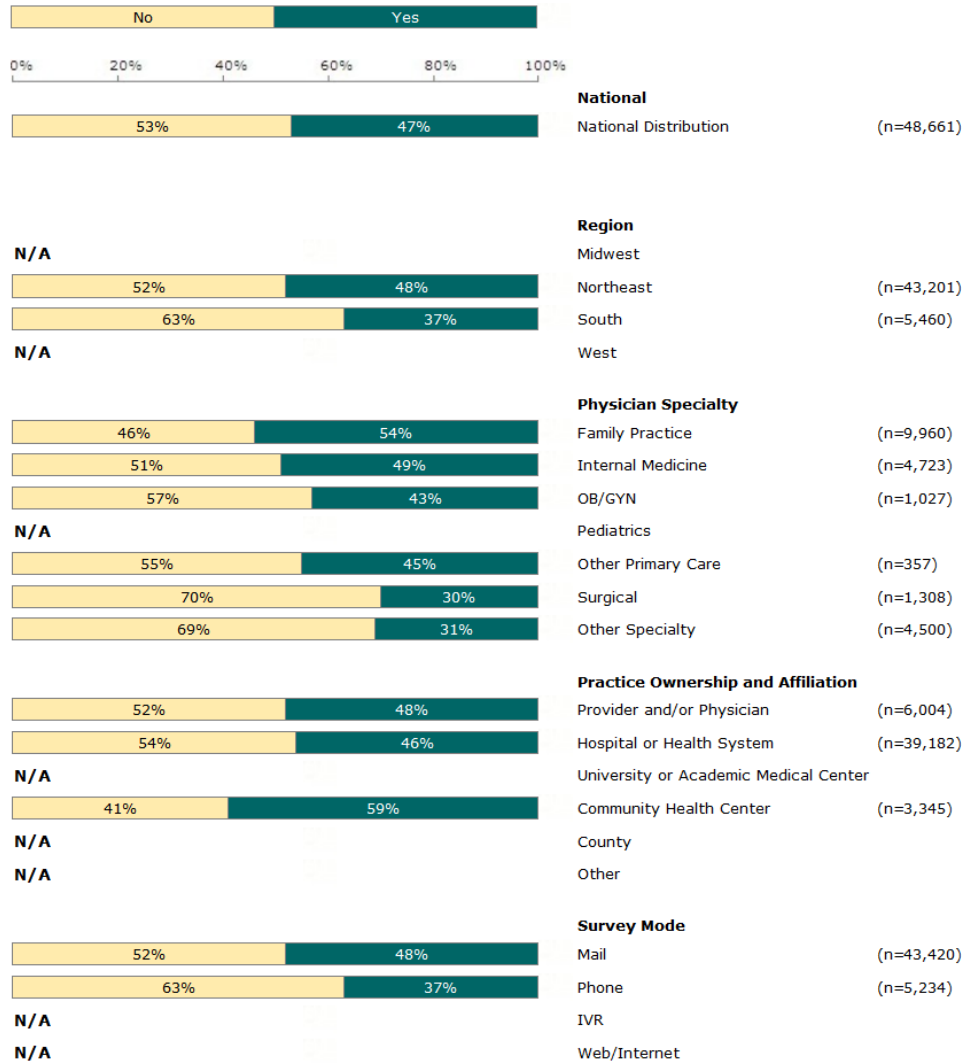 No Yes
0% 20% 40% 60% 80% 100%
National
53% 47% National Distribution (n=48,661)
Region
N/A Midwest
52% 48% Northeast (n=43,201)
63% 37% South (n=5,460)
N/A West
Physician Specialty
46% 54% Family Practice (n=9,960)
51% 49% Internal Medicine (n=4,723)
57% 43% OB/GYN (n=1,027)
N/A Pediatrics
55% 45% Other Primary Care (n=357)
70% 30% Surgical (n=1,308)
69% 31% Other Specialty (n=4,500)
Practice Ownership and Affiliation
52% 48% Provider and/or Physician (n=6,004)
54% 46% Hospital or Health System (n=39,182)
N/A University or Academic Medical Center
41% 59% Community Health Center (n=3,345)
N/A County
N/A Other
Survey Mode
52% 48% Mail (n=43,420)
63% 37% Phone (n=5,234)
N/A IVR
N/A Web/Internet